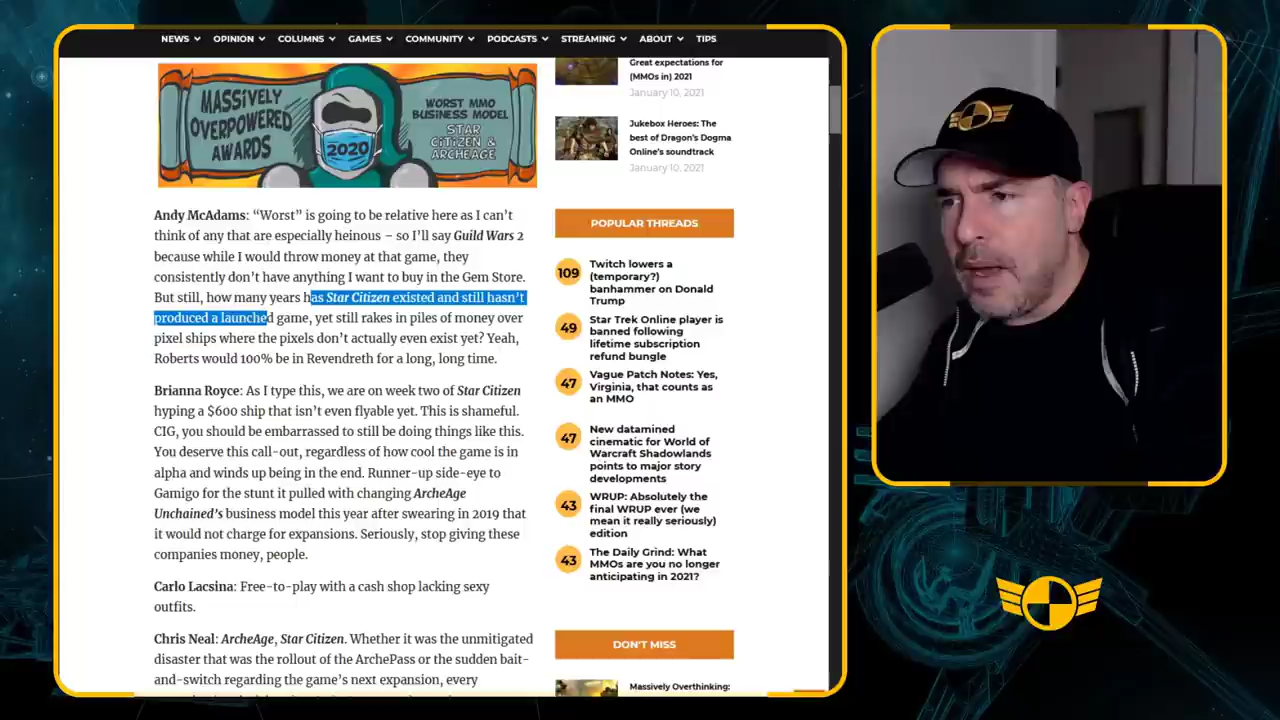 NEWS OPINION COLUMNS GAMES COMMUNITY PODCASTS STREAMING ABOUT TIPS
MASSIVELY
OVERPOWERED
AWARDS
2020
WORST MMO
BUSINESS MODEL
STAR
CITIZEN &
ARCHEAGE
Andy McAdams: “Worst” is going to be relative here as I can’t
think of any that are especially heinous – so I’ll say Guild Wars 2
because while I would throw money at that game, they
consistently don’t have anything I want to buy in the Gem Store.
But still, how many years has Star Citizen existed and still hasn’t
produced a launched game, yet still rakes in piles of money over
pixel ships where the pixels don’t actually even exist yet? Yeah,
Roberts would 100% be in Revendreth for a long, long time.
Brianna Royce: As I type this, we are on week two of Star Citizen
hyping a $600 ship that isn’t even flyable yet. This is shameful.
CIG, you should be embarrassed to still be doing things like this.
You deserve this call-out, regardless of how cool the game is in
alpha and winds up being in the end. Runner-up side-eye to
Gamigo for the stunt it pulled with changing ArcheAge
Unchained’s business model this year after swearing in 2019 that
it would not charge for expansions. Seriously, stop giving these
companies money, people.
Carlo Lacsina: Free-to-play with a cash shop lacking sexy
outfits.
Chris Neal: ArcheAge, Star Citizen. Whether it was the unmitigated
disaster that was the rollout of the ArchePass or the sudden bait-
and-switch regarding the game’s next expansion, every
Great expectations for
(MMOs in) 2021
January 10, 2021
Jukebox Heroes: The
best of Dragon’s Dogma
Online’s soundtrack
January 10, 2021
POPULAR THREADS
109
Twitch lowers a
(temporary?)
banhammer on Donald
Trump
49
Star Trek Online player is
banned following
lifetime subscription
refund bungle
47
Vague Patch Notes: Yes,
Virginia, that counts as
an MMO
47
New datamined
cinematic for World of
Warcraft Shadowlands
points to major story
developments
43
WRUP: Absolutely the
final WRUP ever (we
mean it really seriously)
edition
43
The Daily Grind: What
MMOs are you no longer
anticipating in 2021?
DON’T MISS
Massively Overthinking: